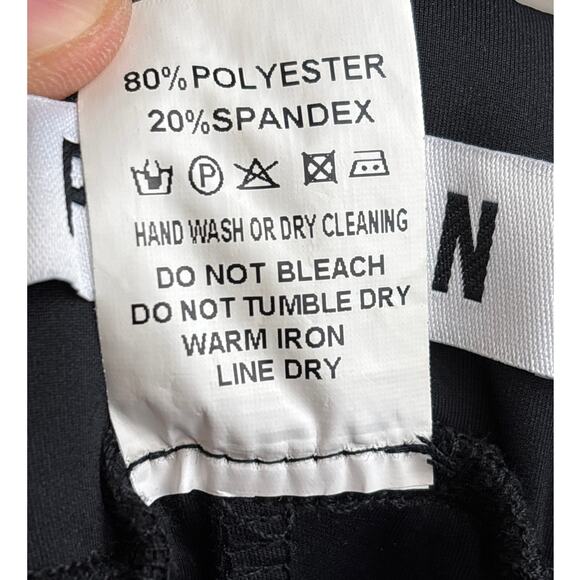 80%POLYESTER
20%SPANDEX
P
HAND WASH OR DRY CLEANING
DO NOT BLEACH
DO NOT TUMBLE DRY
WARM IRON
LINE DRY
N